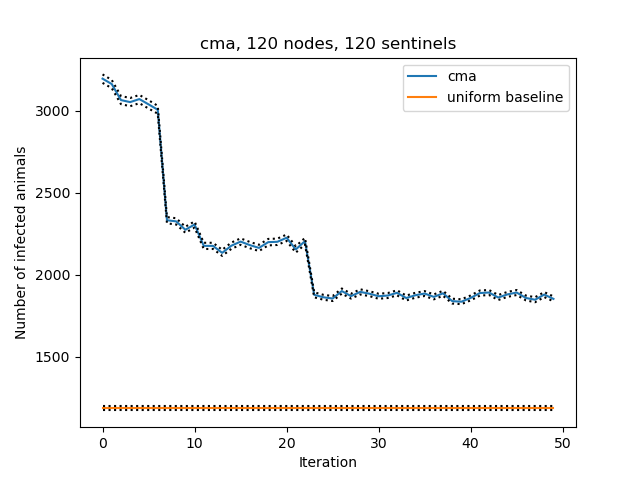 cma, 120 nodes, 120 sentinels
cma
uniform baseline
Number of infected animals
3000
2500
2000
1500
0 10 20 30 40 50
Iteration